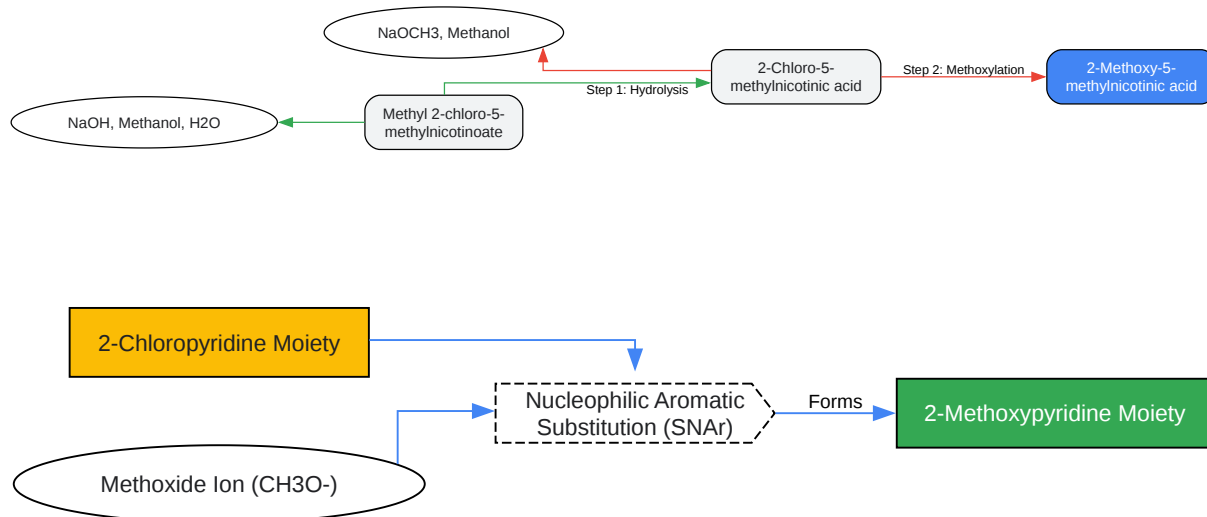 NaOCH3, Methanol
2-Chloro-5-
methylnicotinic acid
Step 2: Methoxylation
2-Methoxy-5-
methylnicotinic acid
Step 1: Hydrolysis
NaOH, Methanol, H2O
Methyl 2-chloro-5-
methylnicotinoate
2-Chloropyridine Moiety
Nucleophilic Aromatic
Substitution (SNAr)
Forms
2-Methoxypyridine Moiety
Methoxide Ion (CH3O-)